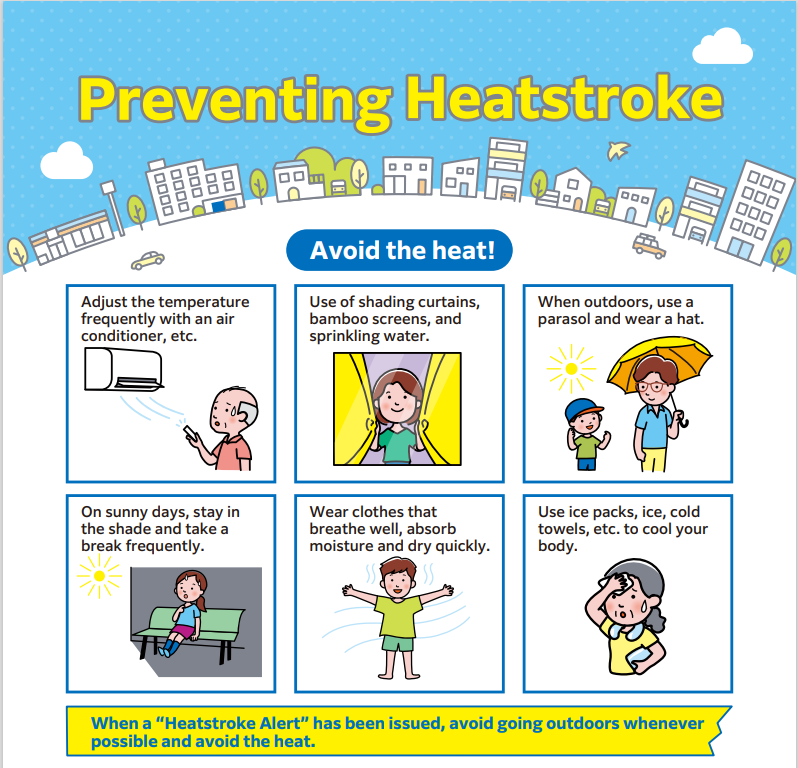 Preventing Heatstroke
Avoid the heat!
Adjust the temperature
frequently with an air
conditioner, etc.
Use of shading curtains,
bamboo screens, and
sprinkling water.
When outdoors, use a
parasol and wear a hat.
On sunny days, stay in
the shade and take a
break frequently.
Wear clothes that
breathe well, absorb
moisture and dry quickly.
Use ice packs, ice, cold
towels, etc. to cool your
body.
When a “Heatstroke Alert” has been issued, avoid going outdoors whenever
possible and avoid the heat.